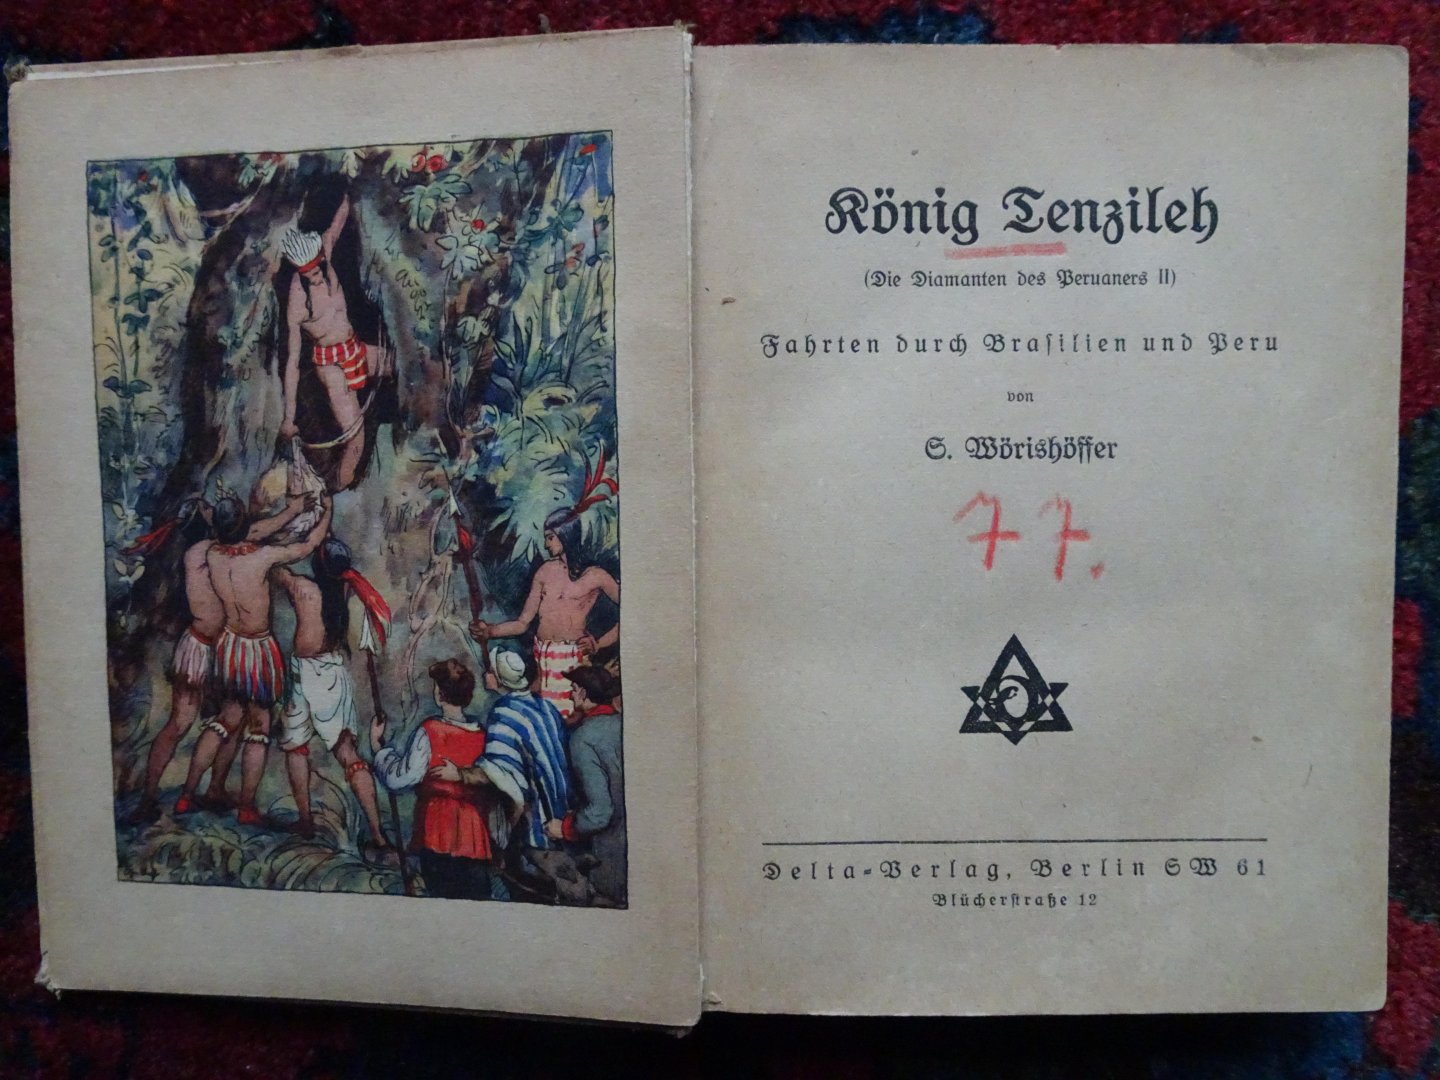 König Tenzileh
(Die Diamanten des Peruaners II)
Fahrten durch Brasilien und Peru
von
S. Wörishöffer
77.
Delta-Verlag, Berlin SW 61
Blücherstraße 12